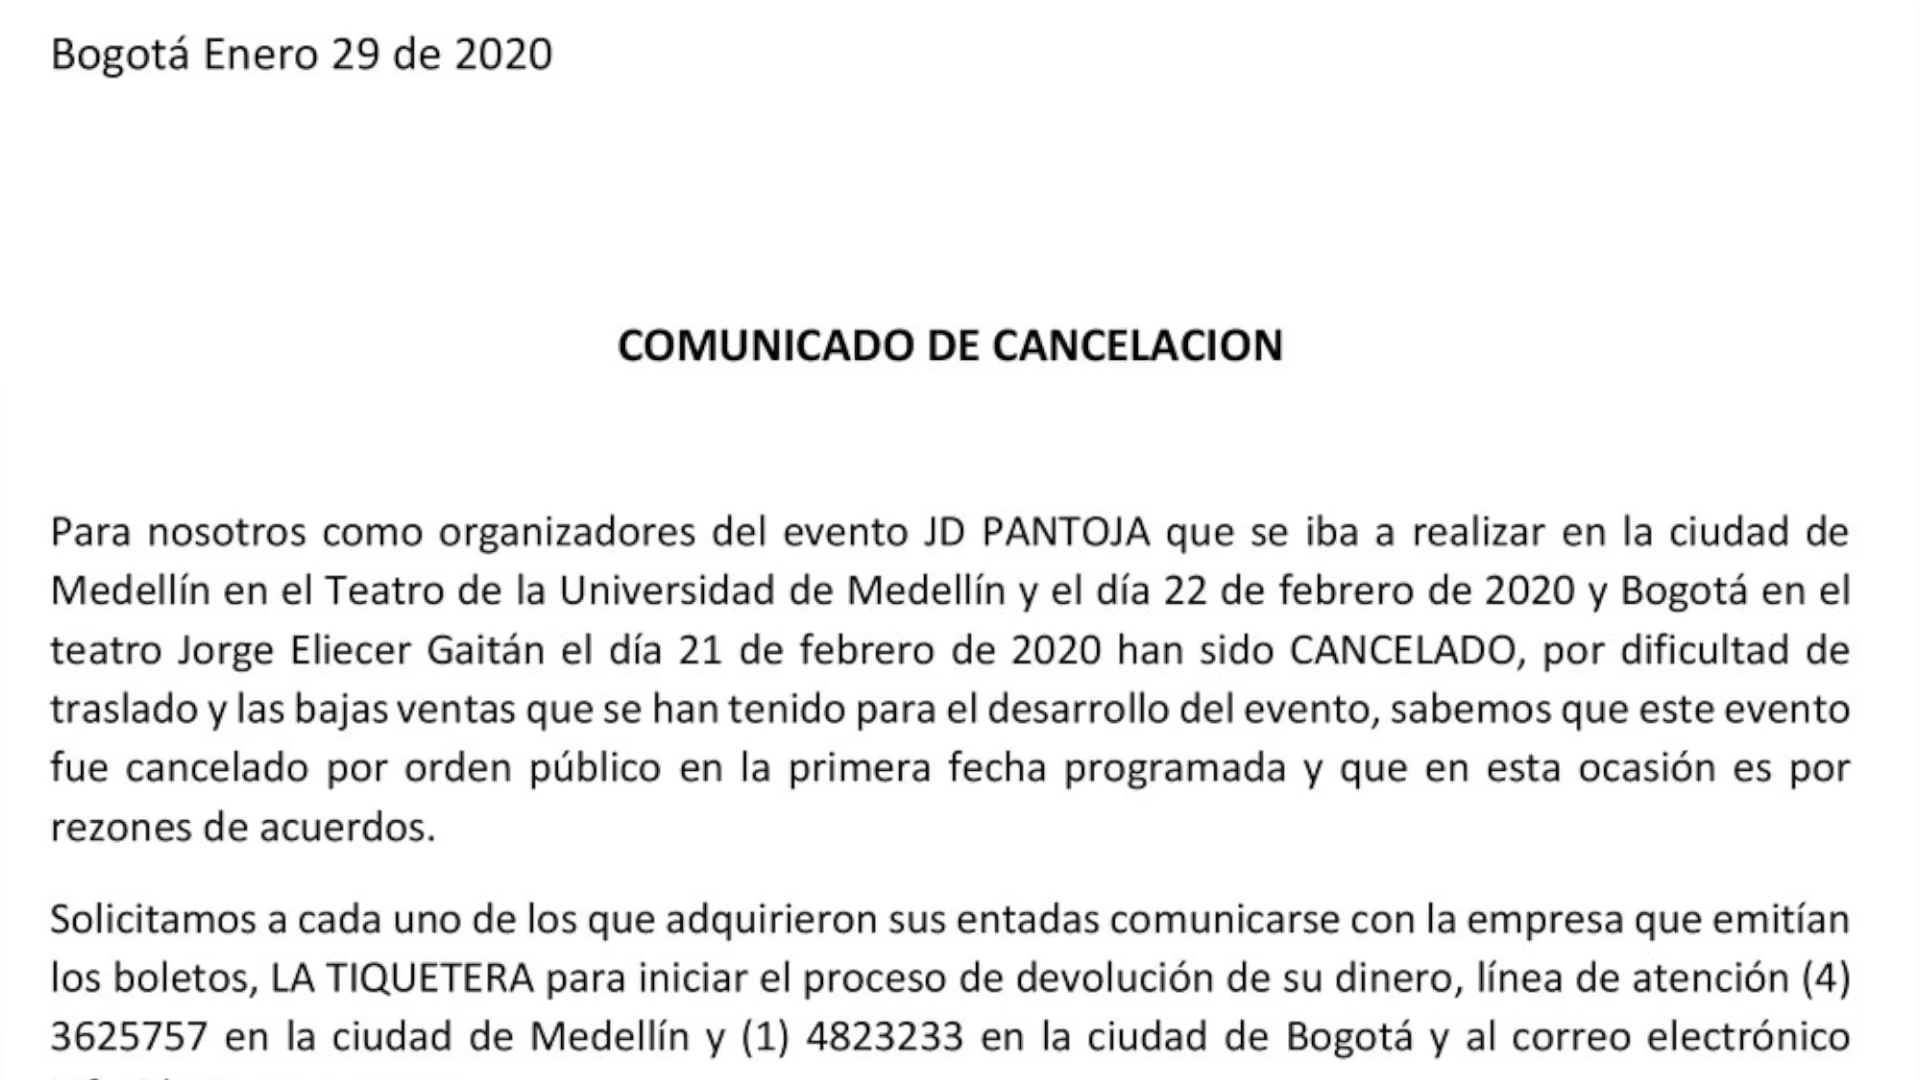 Bogotá Enero 29 de 2020
COMUNICADO DE CANCELACION
Para nosotros como organizadores del evento JD PANTOJA que se iba a realizar en la ciudad de
Medellín en el Teatro de la Universidad de Medellín y el día 22 de febrero de 2020 y Bogotá en el
teatro Jorge Eliecer Gaitán el día 21 de febrero de 2020 han sido CANCELADO, por dificultad de
traslado y las bajas ventas que se han tenido para el desarrollo del evento, sabemos que este evento
fue cancelado por orden público en la primera fecha programada y que en esta ocasión es por
rezones de acuerdos.
Solicitamos a cada uno de los que adquirieron sus entadas comunicarse con la empresa que emitían
los boletos, LA TIQUETERA para iniciar el proceso de devolución de su dinero, línea de atención (4)
3625757 en la ciudad de Medellín y (1) 4823233 en la ciudad de Bogotá y al correo electrónico